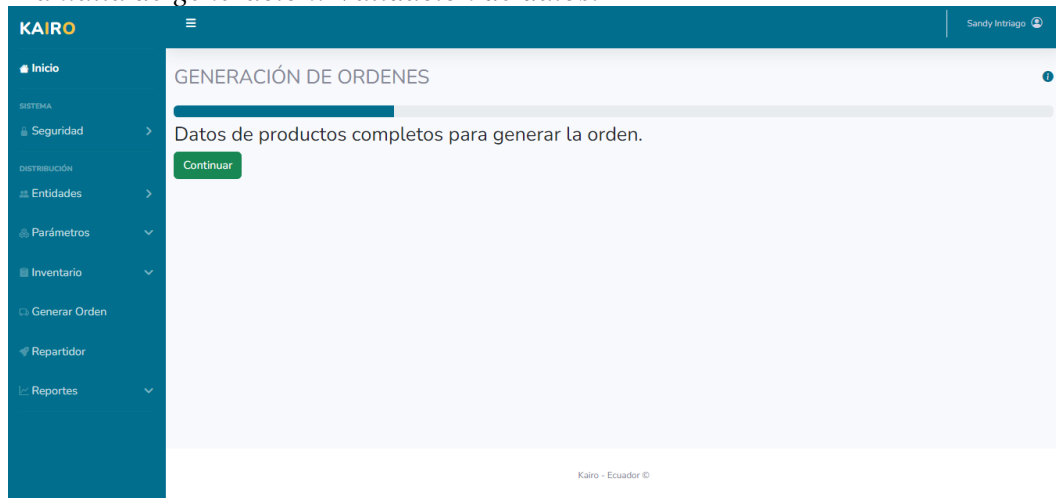 KAIRO
Sandy Intriago
Inicio
GENERACIÓN DE ORDENES
SISTEMA
Seguridad
Datos de productos completos para generar la orden.
Continuar
DISTRIBUCIÓN
Entidades
Parámetros
Inventario
Generar Orden
Repartidor
Reportes
Kairo - Ecuador ©